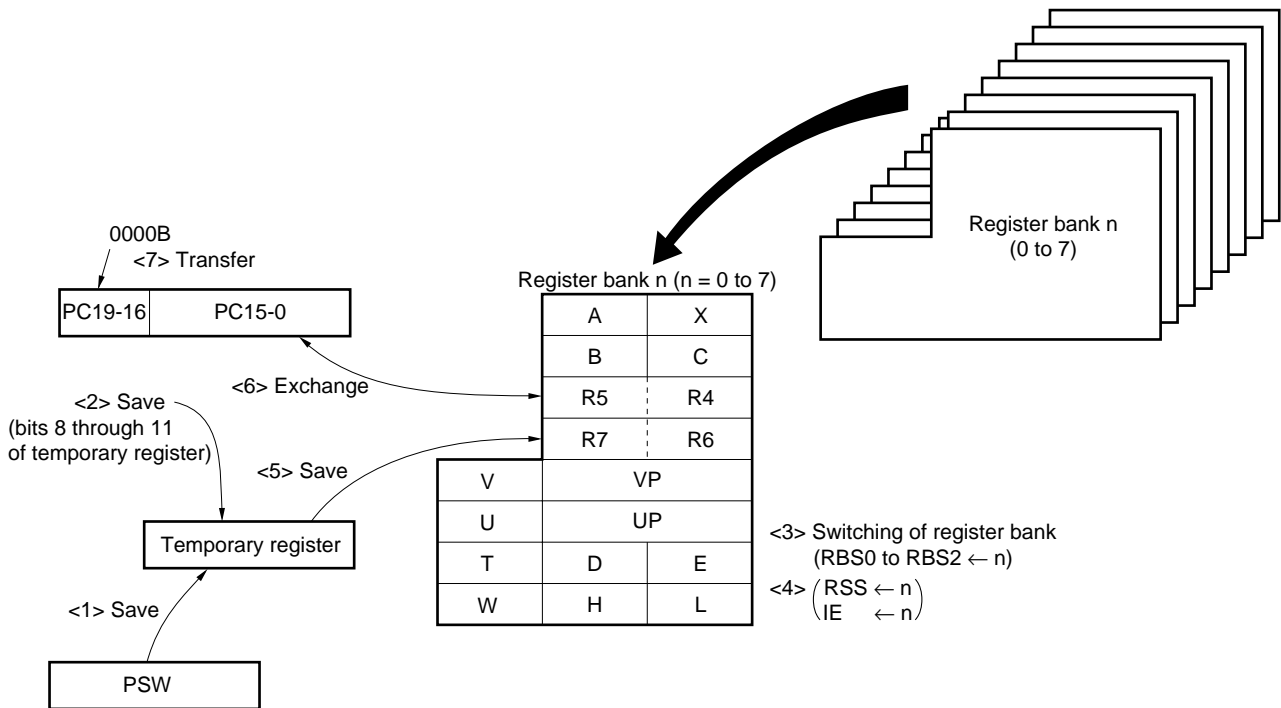 Register bank n
(0 to 7)
0000B
<7> Transfer
PC19-16 PC15-0
<6> Exchange
<2> Save
(bits 8 through 11
of temporary register)
<5> Save
Temporary register
<1> Save
PSW
Register bank n (n = 0 to 7)
A X
B C
R5 R4
R7 R6
V VP
U UP
T D E
W H L
<3> Switching of register bank
(RBS0 to RBS2 ← n)
<4> (RSS ← n
IE ← n)